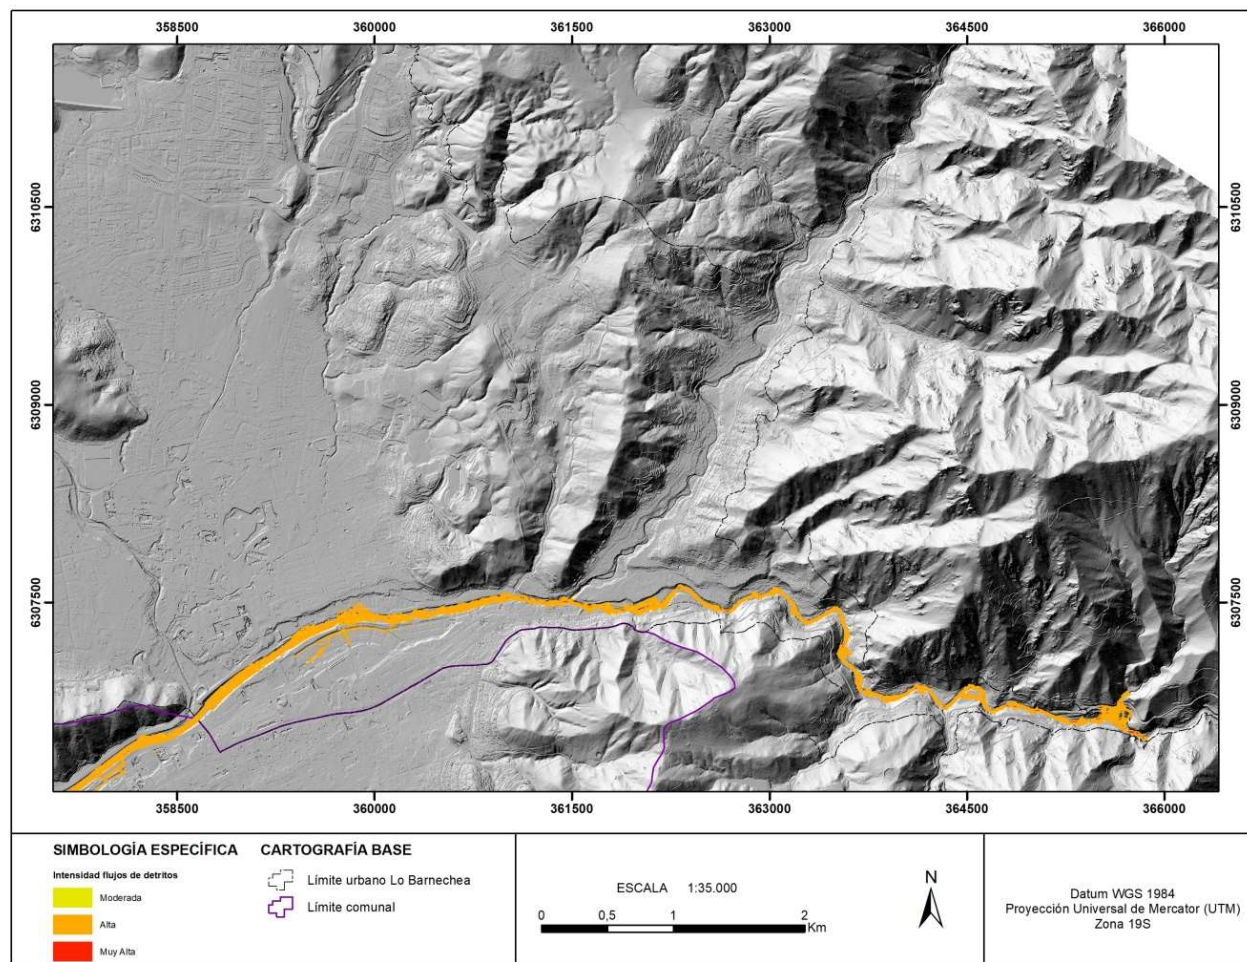 358500 360000 361500 363000 364500 366000
6310500 6310500
6309000 6309000
6307500 6307500
358500 360000 361500 363000 364500 366000
SIMBOLOGÍA ESPECÍFICA
Intensidad flujos de detritos
Moderada
Alta
Muy Alta
CARTOGRAFÍA BASE
Límite urbano Lo Barnechea
Límite comunal
ESCALA 1:35.000
0 0,5 1 2
Km
N
Datum WGS 1984
Proyección Universal de Mercator (UTM)
Zona 19S